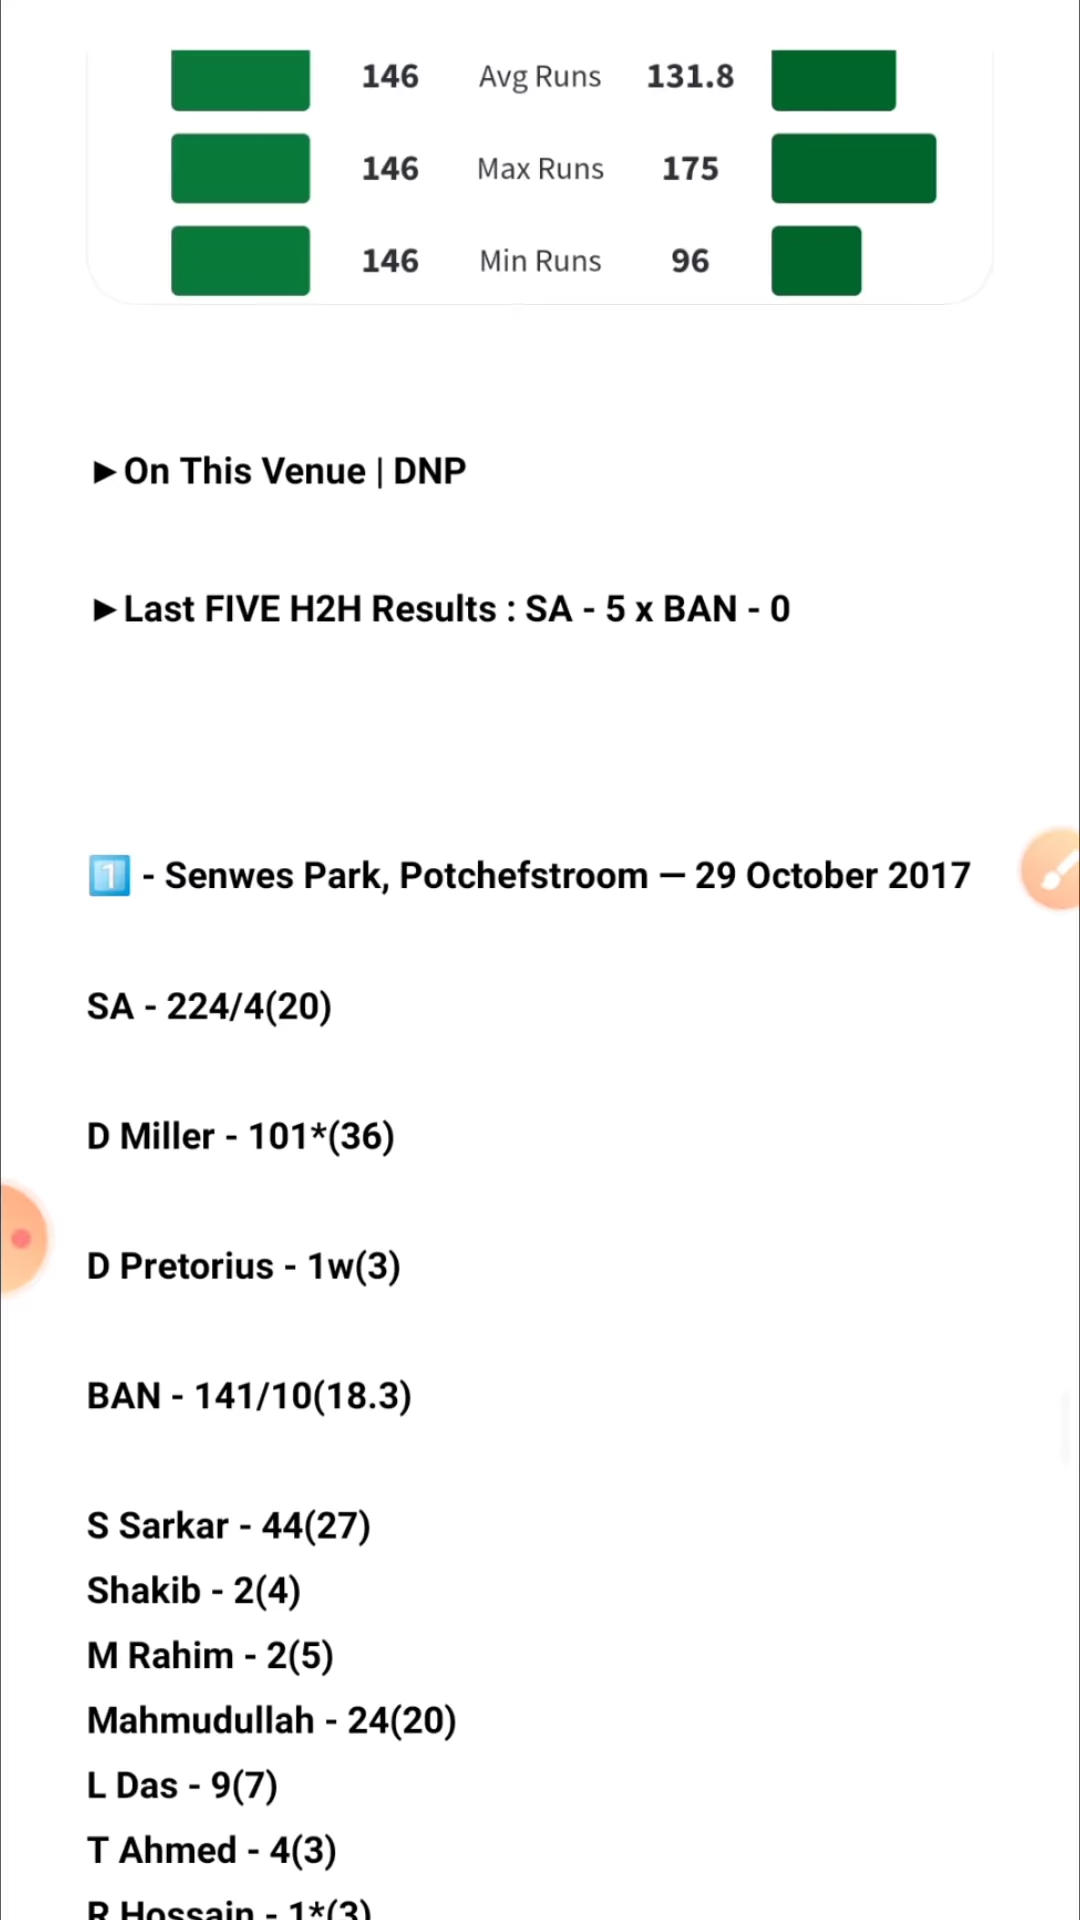 146 Avg Runs 131.8
146 Max Runs 175
146 Min Runs 96
►On This Venue | DNP
►Last FIVE H2H Results : SA - 5 x BAN - 0
1️⃣ - Senwes Park, Potchefstroom — 29 October 2017
SA - 224/4(20)
D Miller - 101*(36)
D Pretorius - 1w(3)
BAN - 141/10(18.3)
S Sarkar - 44(27)
Shakib - 2(4)
M Rahim - 2(5)
Mahmudullah - 24(20)
L Das - 9(7)
T Ahmed - 4(3)
R Hossain - 1*(3)